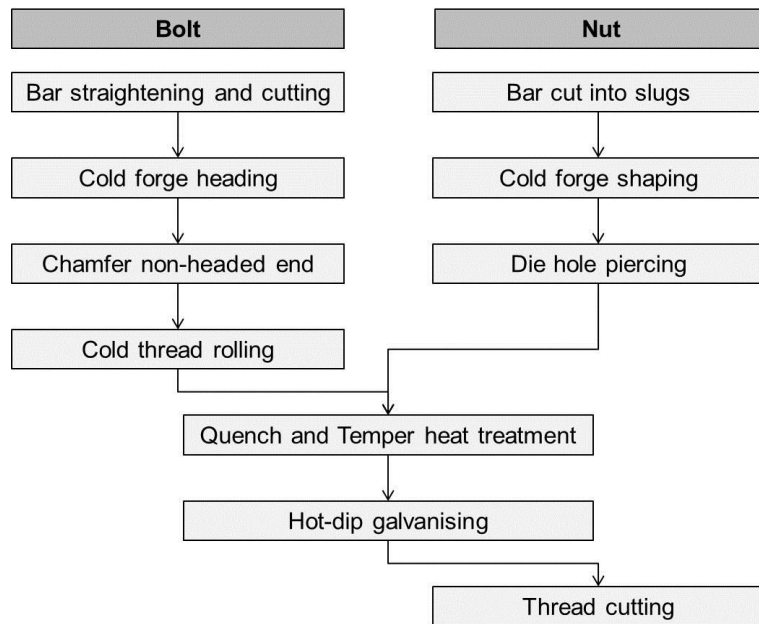 Bolt
Bar straightening and cutting
Cold forge heading
Chamfer non-headed end
Cold thread rolling
Nut
Bar cut into slugs
Cold forge shaping
Die hole piercing
Quench and Temper heat treatment
Hot-dip galvanising
Thread cutting